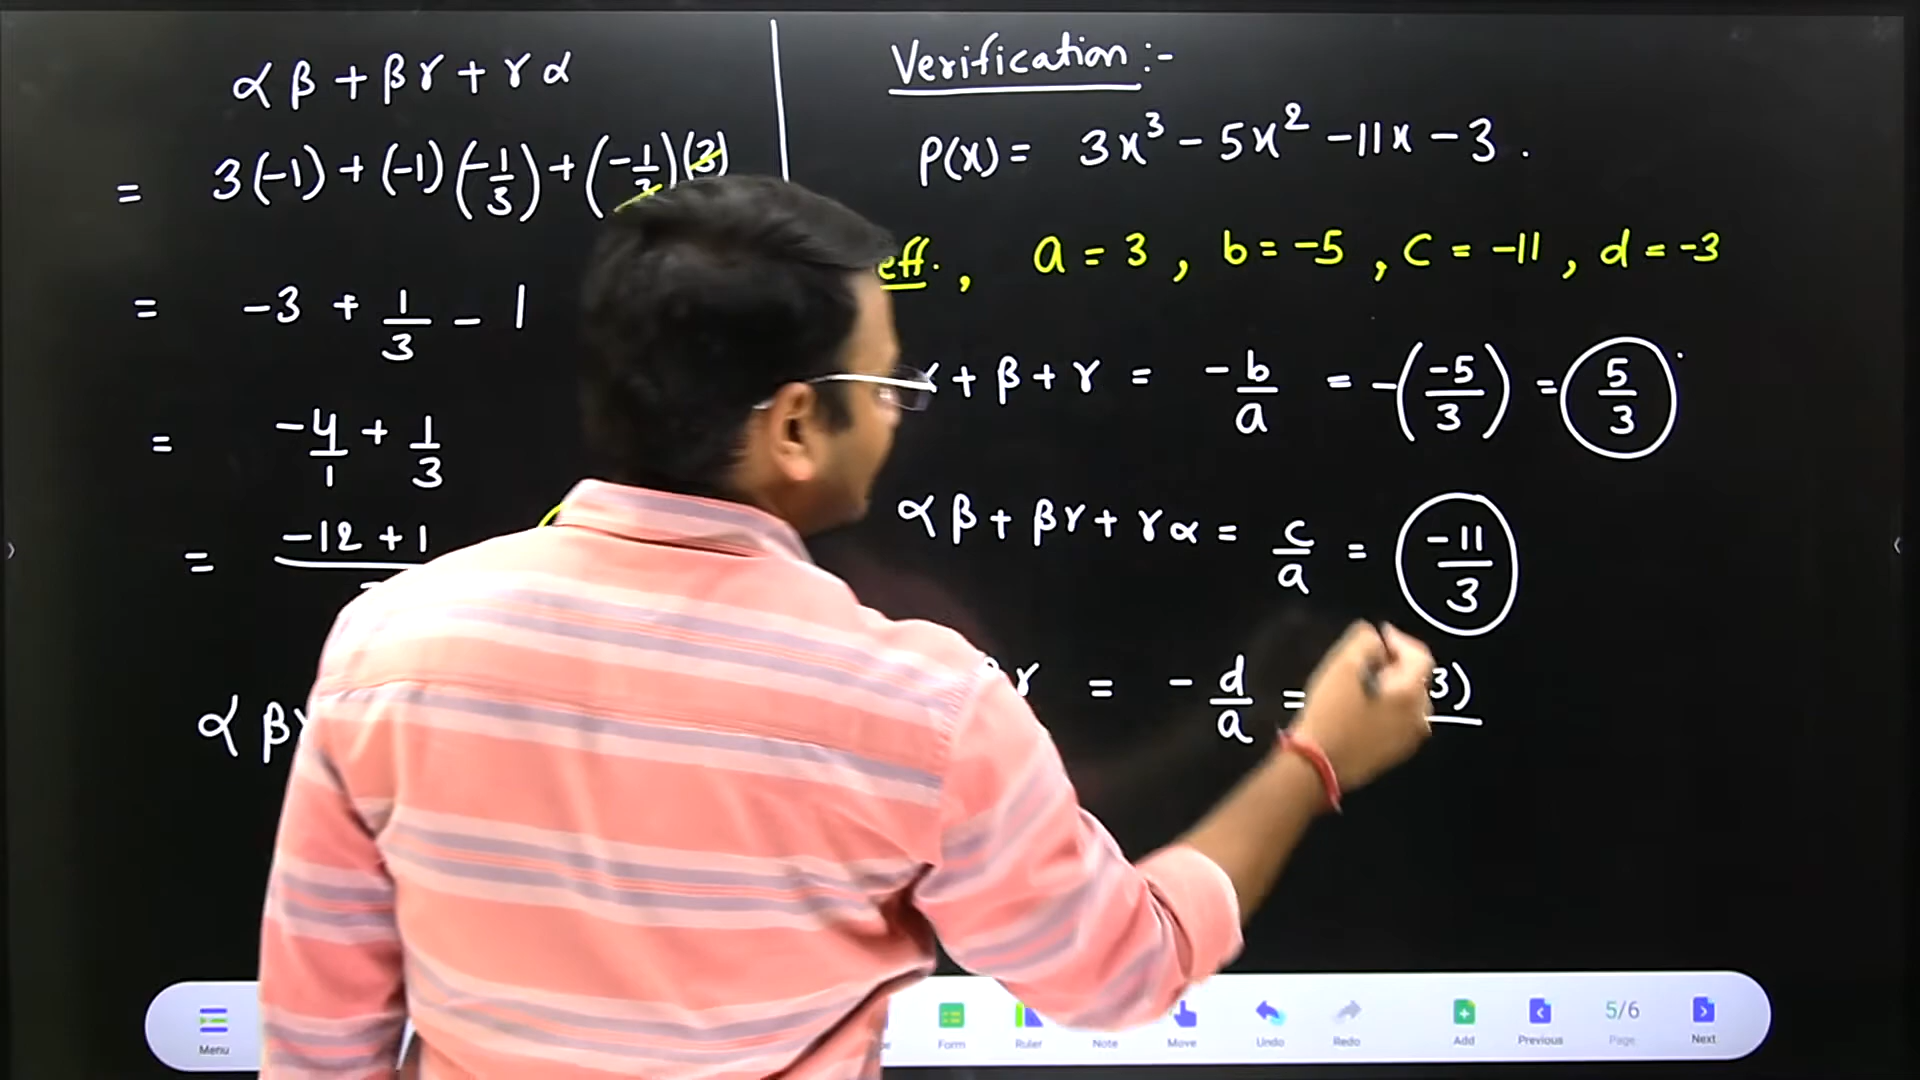 αβ + βγ + γα
= 3(-1) + (-1)(-1/3) + (-1/3)(3)
= -3 + 1/3 - 1
= -4/1 + 1/3
= -12 + 1
αβγ
Verification :-
P(x) = 3x³ - 5x² - 11x - 3 .
eff. , a = 3 , b = -5 , c = -11 , d = -3
+ β + γ = -b/a = -(-5/3) = 5/3
αβ + βγ + γα = c/a = -11/3
γ = -d/a = 3)
Menu
Form
Ruler
Note
Move
Undo
Redo
Add
Previous
5/6
Page
Next